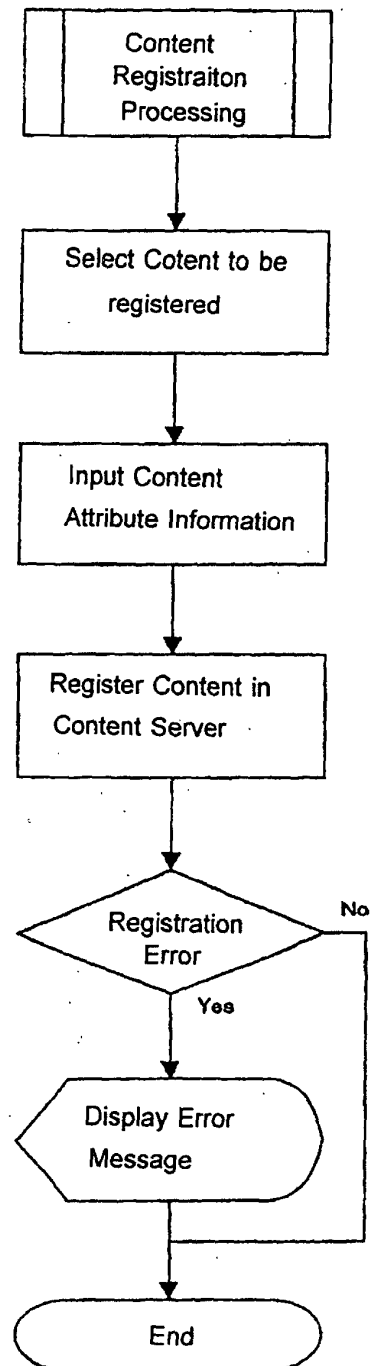 Content
Registraiton
Processing
Select Cotent to be
registered
Input Content
Attribute Information
Register Content in
Content Server
Registration
Error
No
Yes
Display Error
Message
End